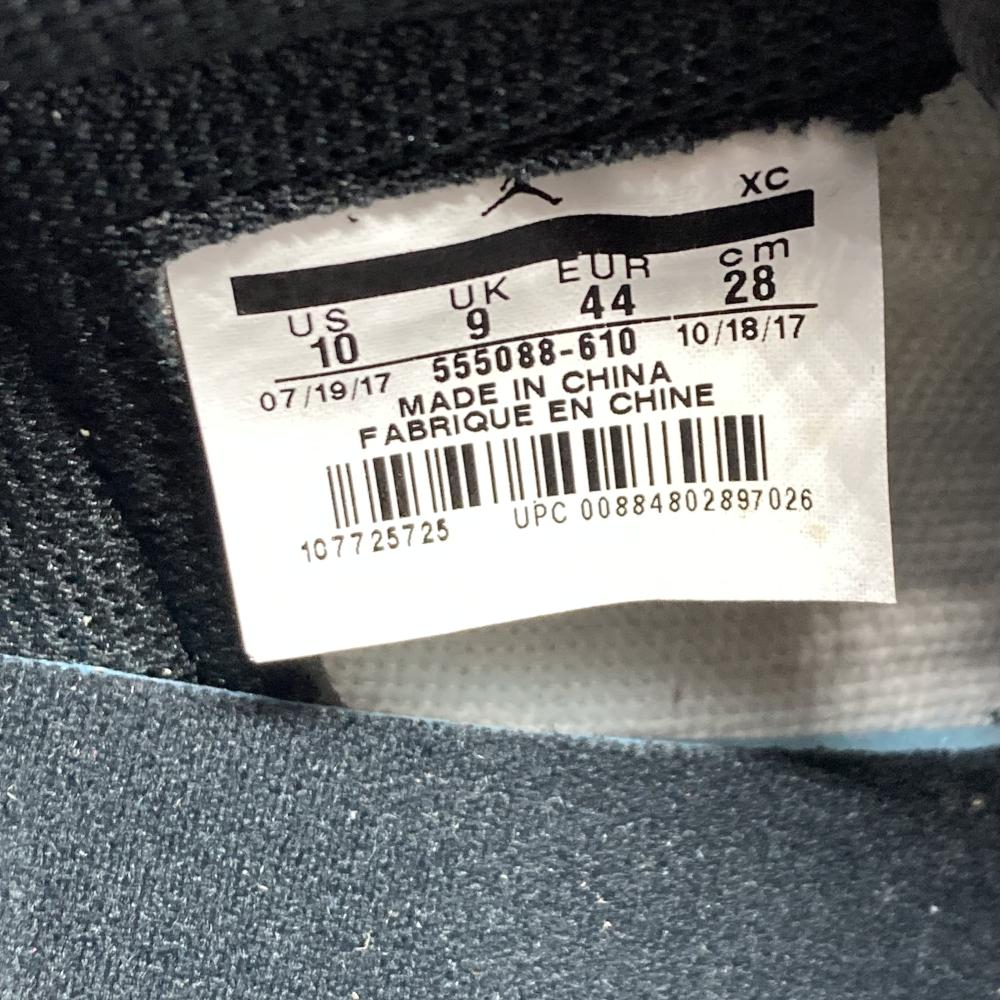 XC
US UK EUR cm
10 9 44 28
07/19/17 555088-610 10/18/17
MADE IN CHINA
FABRIQUE EN CHINE
107725725 UPC 00884802897026